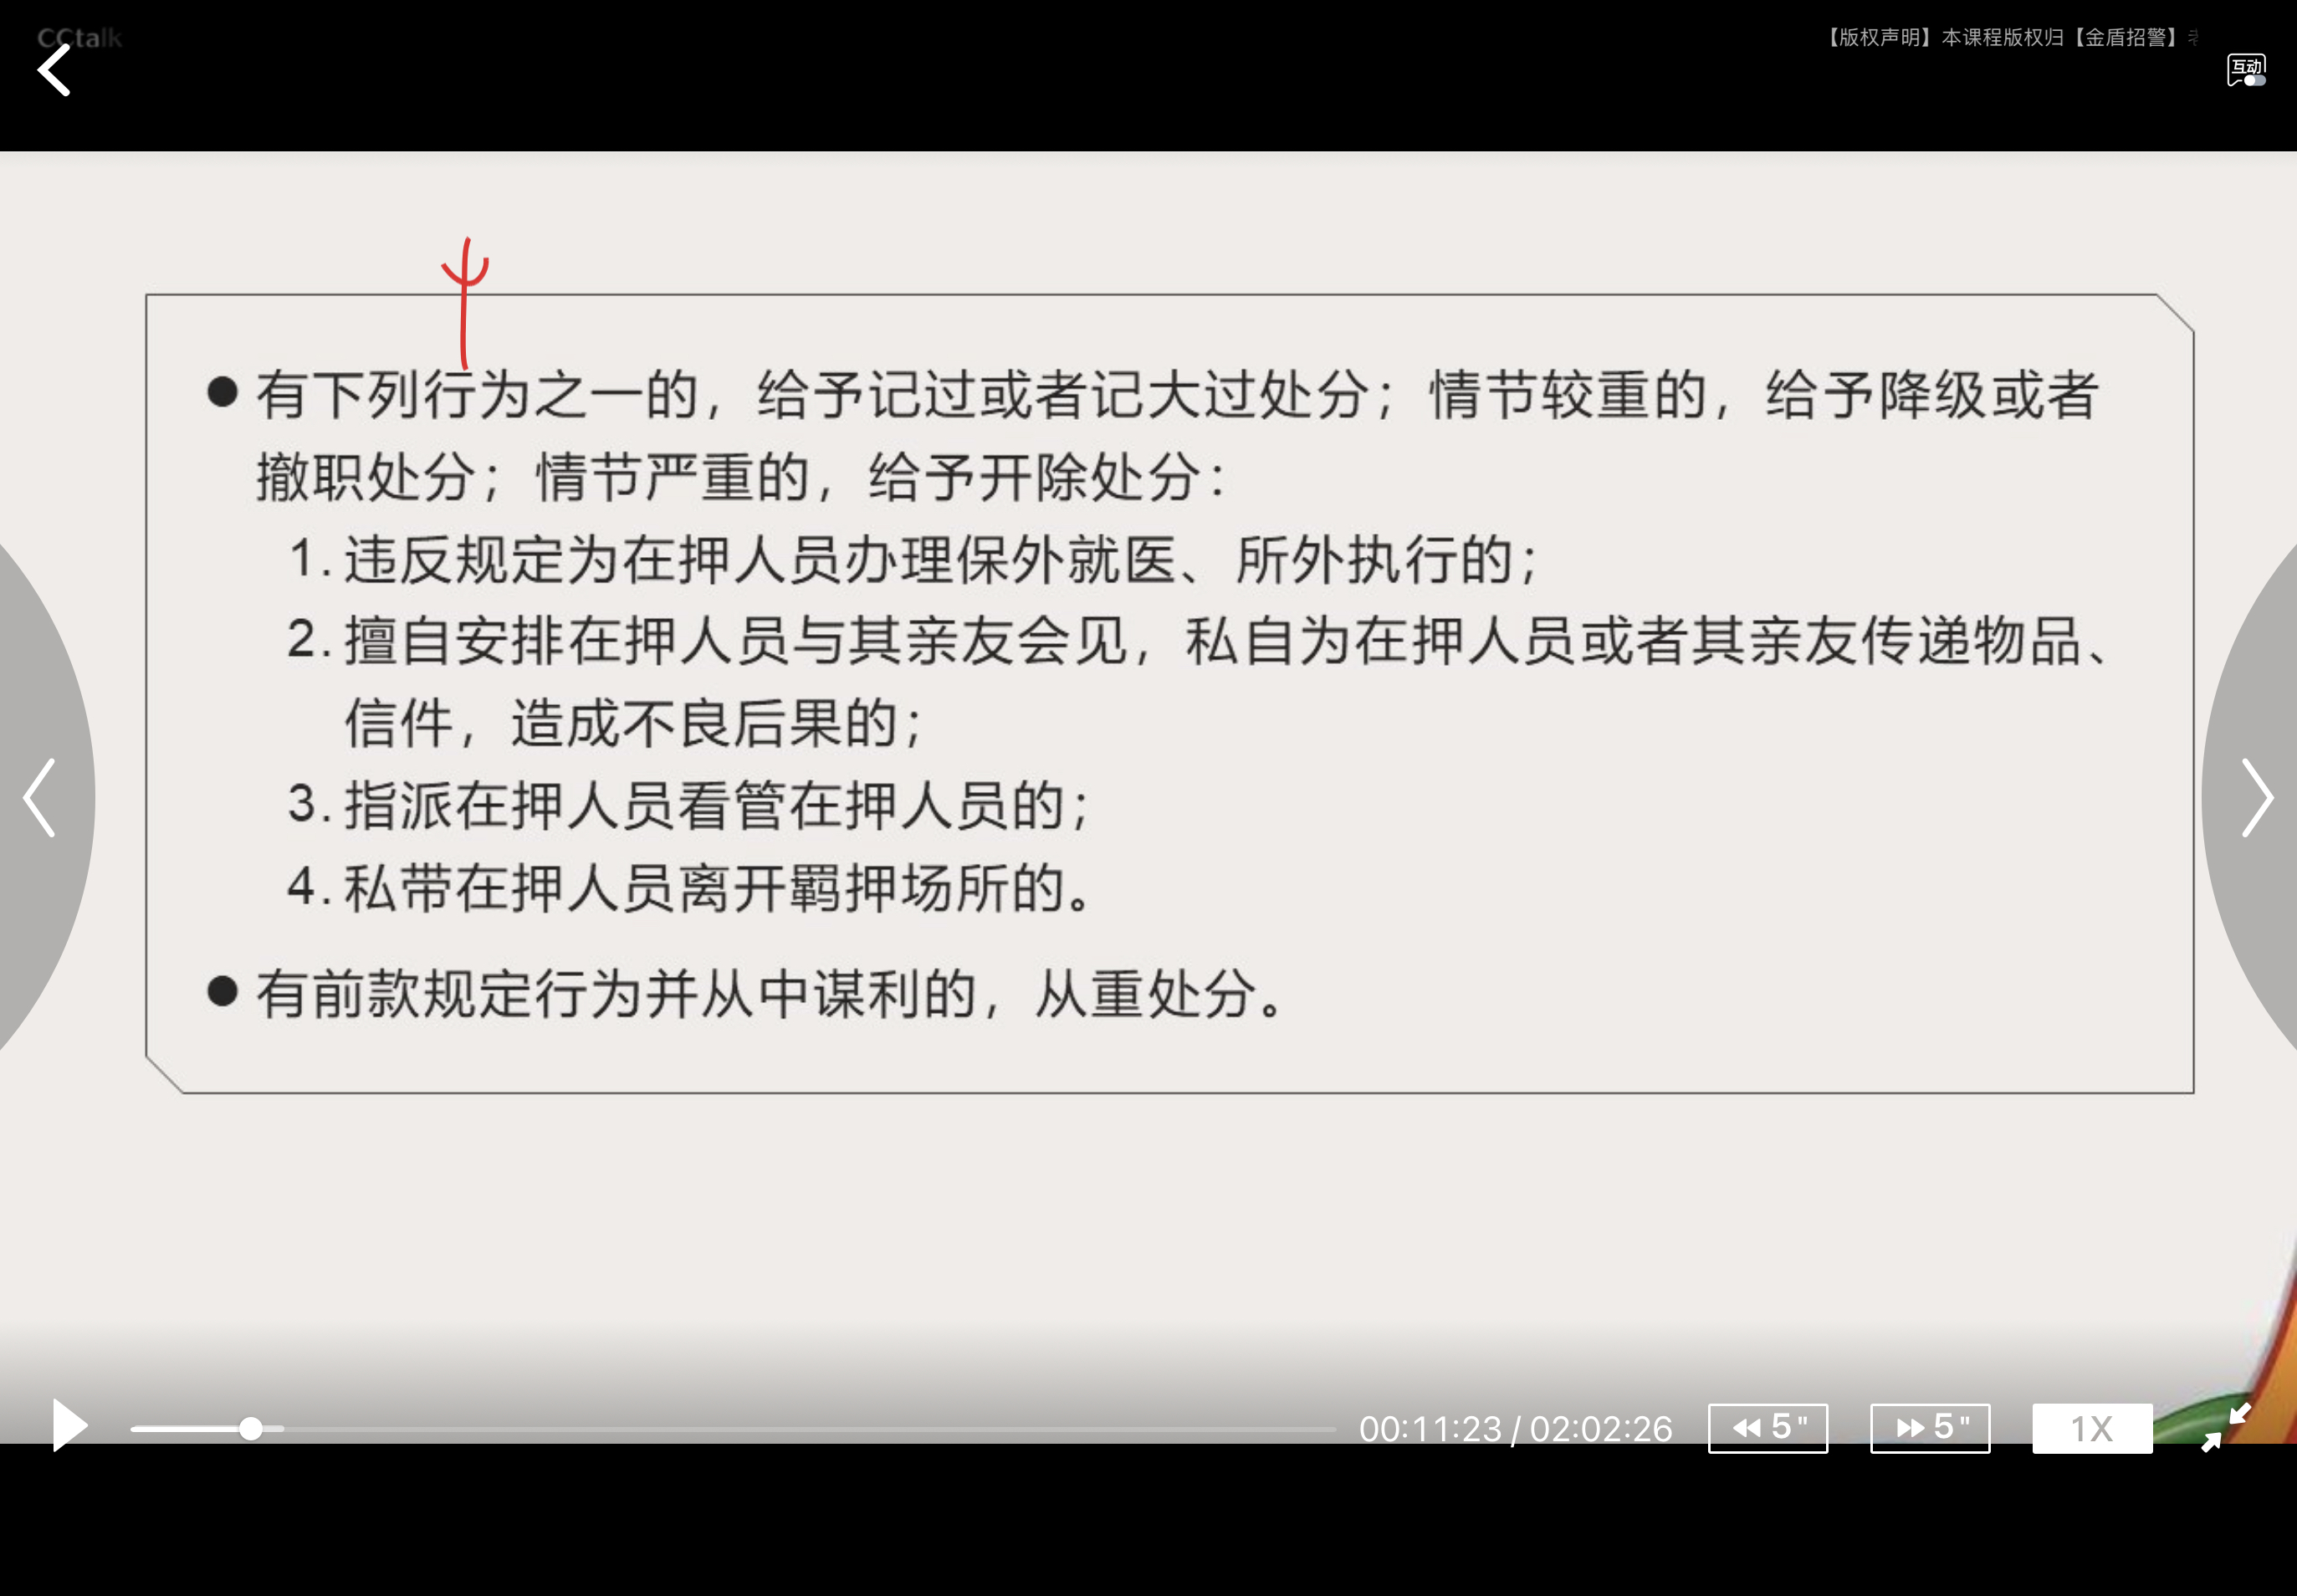 CCtalk
【版权声明】本课程版权归【金盾招警】
互动
● 有下列行为之一的，给予记过或者记大过处分；情节较重的，给予降级或者
撤职处分；情节严重的，给予开除处分：
1. 违反规定为在押人员办理保外就医、所外执行的；
2. 擅自安排在押人员与其亲友会见，私自为在押人员或者其亲友传递物品、
信件，造成不良后果的；
3. 指派在押人员看管在押人员的；
4. 私带在押人员离开羁押场所的。
● 有前款规定行为并从中谋利的，从重处分。
00:11:23 / 02:02:26
5"
5"
1X